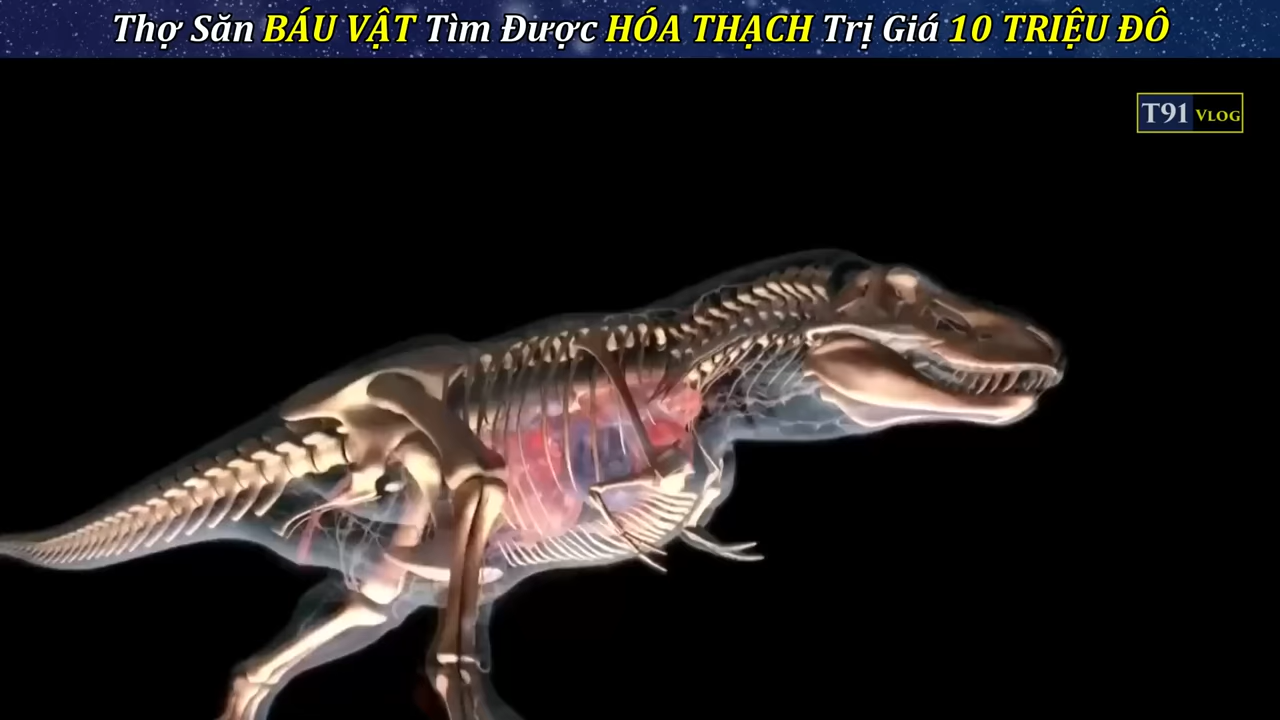 Thợ Săn BÁU VẬT Tìm Được HÓA THẠCH Trị Giá 10 TRIỆU ĐÔ
T91 VLOG